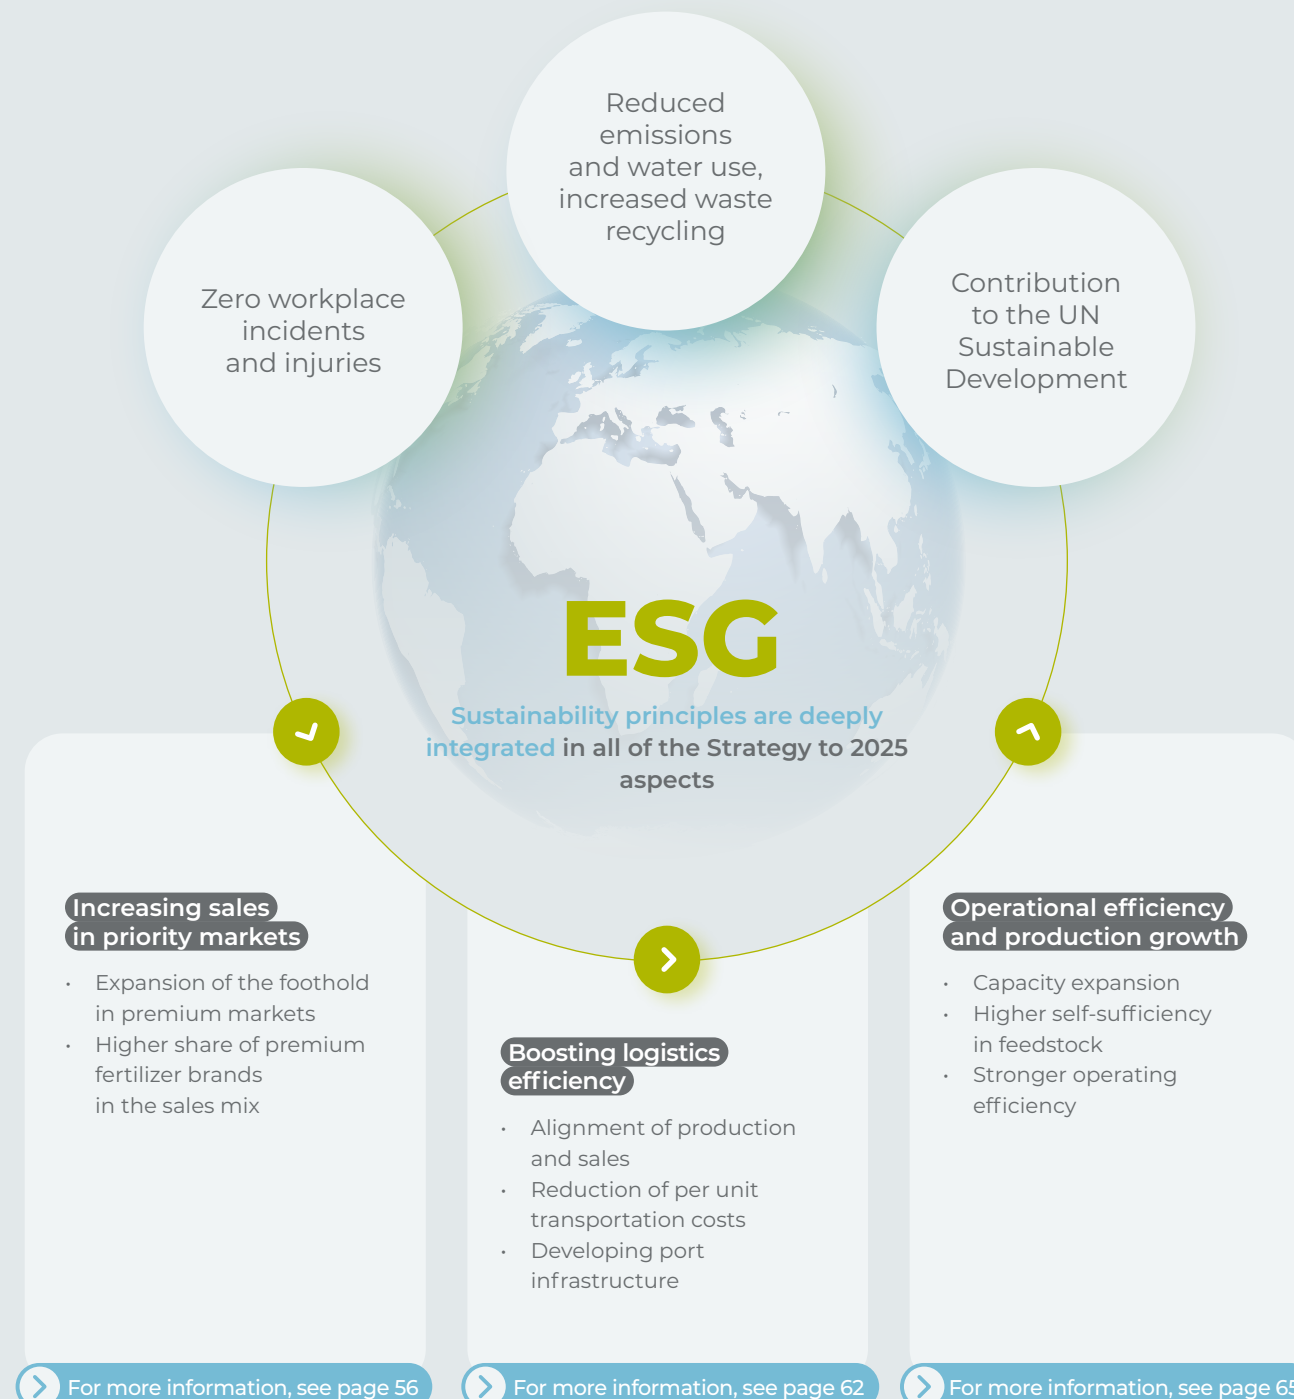 Reduced
emissions
and water use,
increased waste
recycling
Zero workplace
incidents
and injuries
Contribution
to the UN
Sustainable
Development
ESG
Sustainability principles are deeply
integrated in all of the Strategy to 2025
aspects
Increasing sales
in priority markets
• Expansion of the foothold
in premium markets
• Higher share of premium
fertilizer brands
in the sales mix
Boosting logistics
efficiency
• Alignment of production
and sales
• Reduction of per unit
transportation costs
• Developing port
infrastructure
Operational efficiency
and production growth
• Capacity expansion
• Higher self-sufficiency
in feedstock
• Stronger operating
efficiency
For more information, see page 56
For more information, see page 62
For more information, see page 65